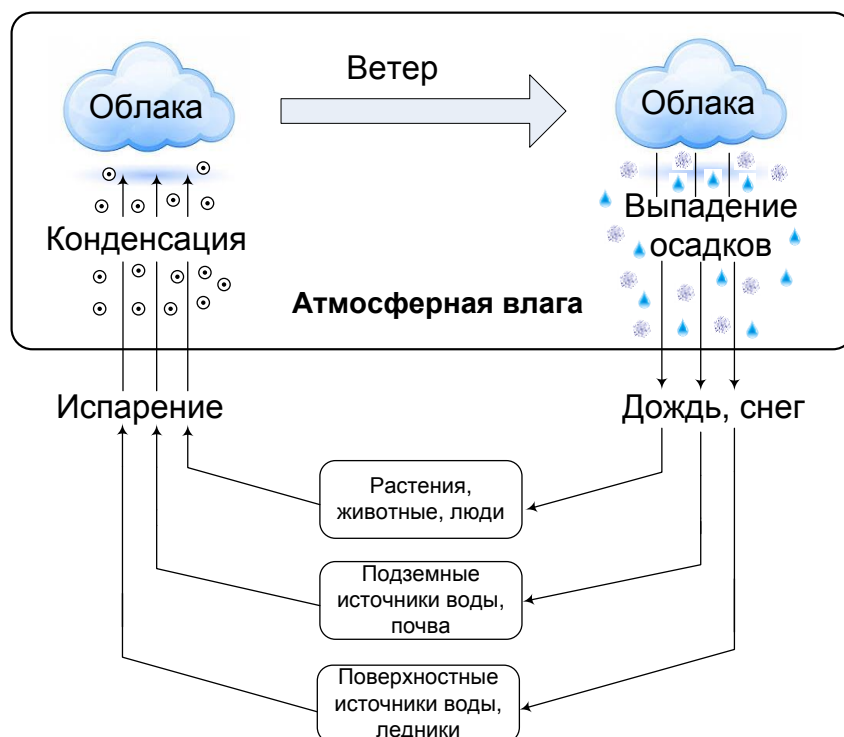 Ветер
Облака
Облака
Выпадение
осадков
Конденсация
Атмосферная влага
Испарение
Дождь, снег
Растения,
животные, люди
Подземные
источники воды,
почва
Поверхностные
источники воды,
ледники